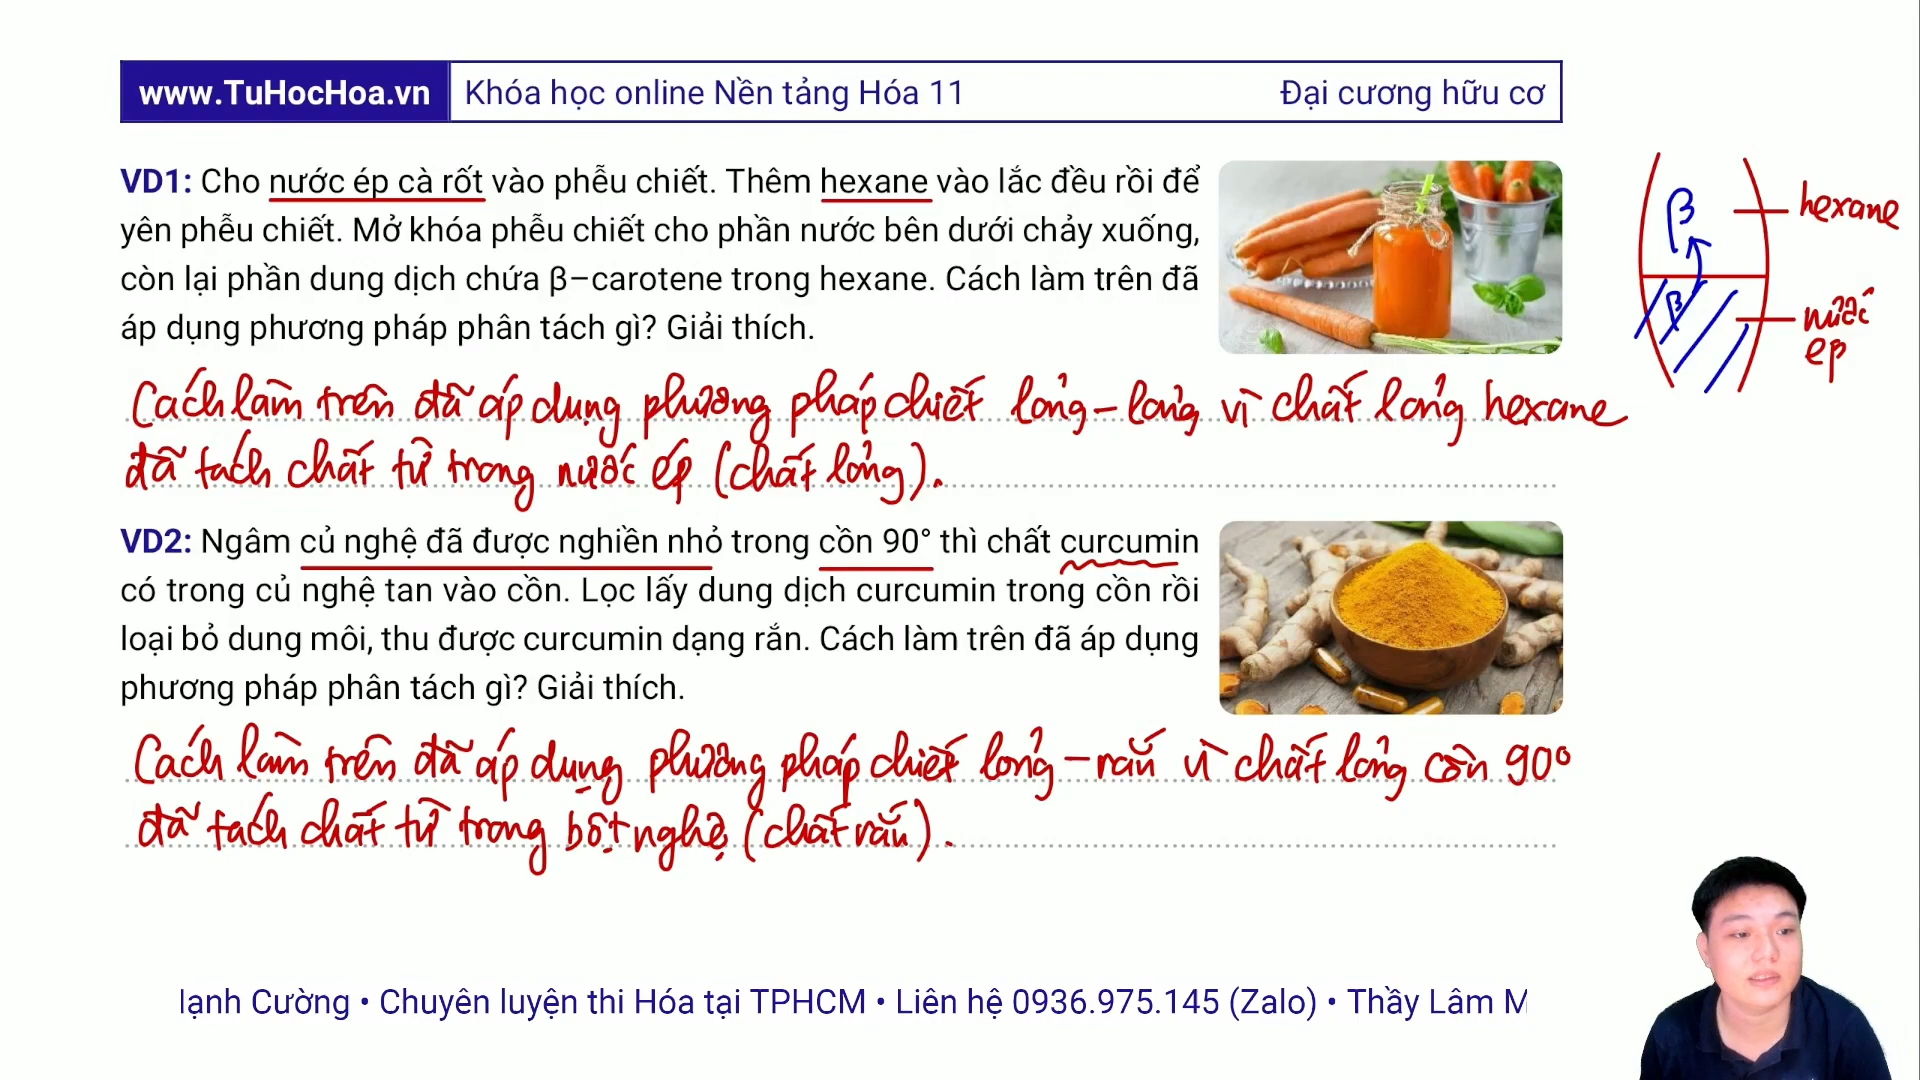 www.TuHocHoa.vn Khóa học online Nền tảng Hóa 11 Đại cương hữu cơ
VD1: Cho nước ép cà rốt vào phễu chiết. Thêm hexane vào lắc đều rồi để
yên phễu chiết. Mở khóa phễu chiết cho phần nước bên dưới chảy xuống,
còn lại phần dung dịch chứa β–carotene trong hexane. Cách làm trên đã
áp dụng phương pháp phân tách gì? Giải thích.
β
hexane
β
nước
ép
Cách làm trên đã áp dụng phương pháp chiết lỏng – lỏng vì chất lỏng hexane
đã tách chất từ trong nước ép (chất lỏng).
VD2: Ngâm củ nghệ đã được nghiền nhỏ trong cồn 90° thì chất curcumin
có trong củ nghệ tan vào cồn. Lọc lấy dung dịch curcumin trong cồn rồi
loại bỏ dung môi, thu được curcumin dạng rắn. Cách làm trên đã áp dụng
phương pháp phân tách gì? Giải thích.
Cách làm trên đã áp dụng phương pháp chiết lỏng – rắn vì chất lỏng cồn 90°
đã tách chất từ trong bột nghệ (chất rắn).
ạnh Cường • Chuyên luyện thi Hóa tại TPHCM • Liên hệ 0936.975.145 (Zalo) • Thầy Lâm M